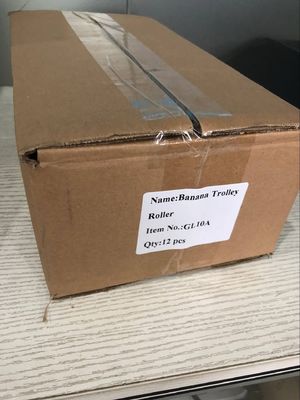 Name:Banana Trolley
Roller
Item No.:GL10A
Qty:12 pcs